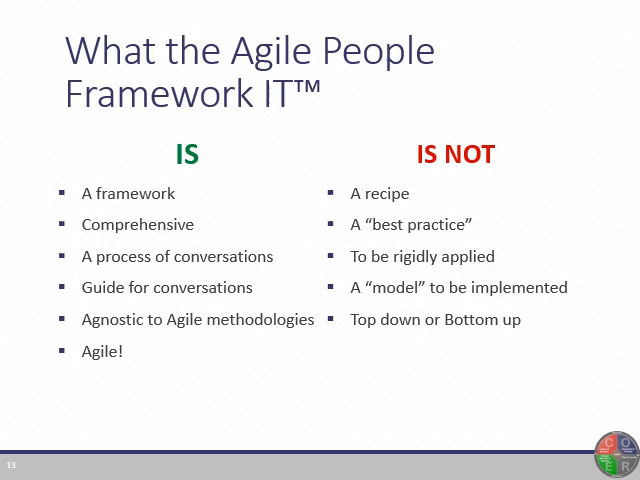 What the Agile People
Framework IT™
IS
▪ A framework
▪ Comprehensive
▪ A process of conversations
▪ Guide for conversations
▪ Agnostic to Agile methodologies
▪ Agile!
IS NOT
▪ A recipe
▪ A “best practice”
▪ To be rigidly applied
▪ A “model” to be implemented
▪ Top down or Bottom up
13
C O
E R